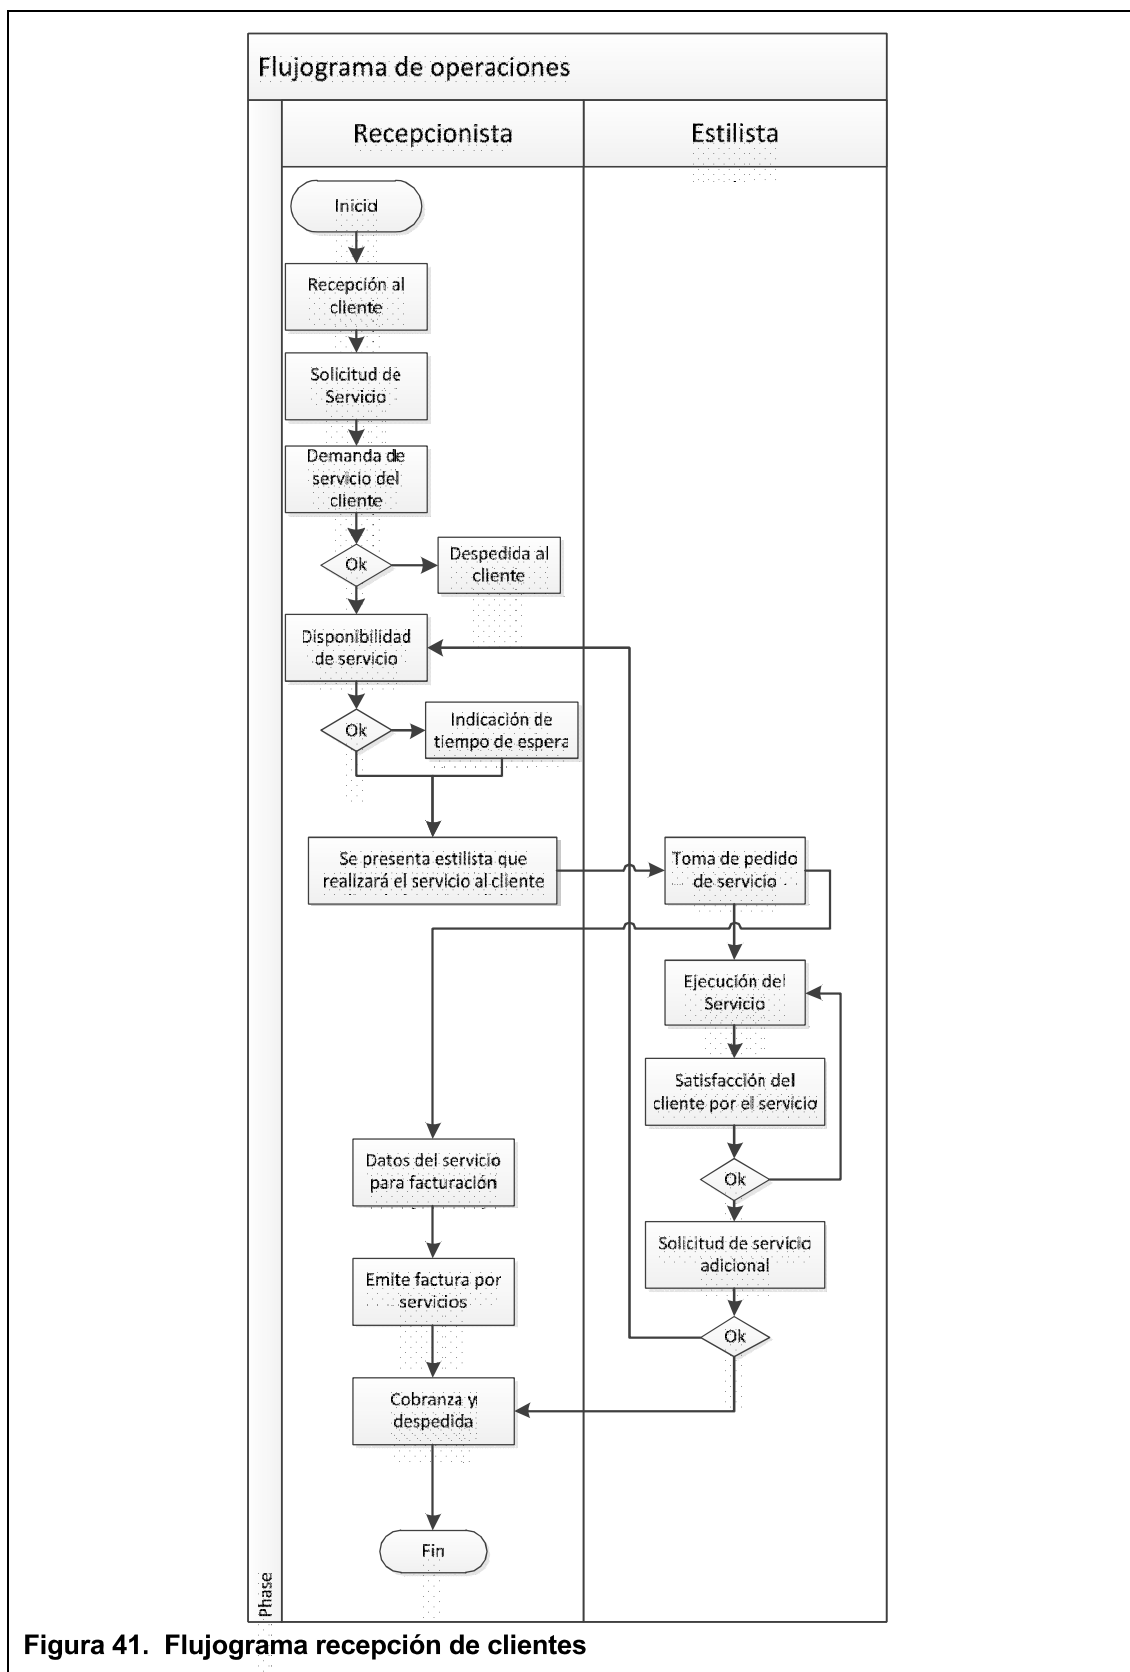 Flujograma de operaciones
Recepcionista
Estilista
Inicio
Recepción al
cliente
Solicitud de
Servicio
Demanda de
servicio del
cliente
Ok
Despedida al
cliente
Disponibilidad
de servicio
Ok
Indicación de
tiempo de espera
Se presenta estilista que
realizará el servicio al cliente
Toma de pedido
de servicio
Ejecución del
Servicio
Satisfacción del
cliente por el servicio
Datos del servicio
para facturación
Ok
Solicitud de servicio
adicional
Emite factura por
servicios
Ok
Cobranza y
despedida
Fin
Phase
Figura 41. Flujograma recepción de clientes